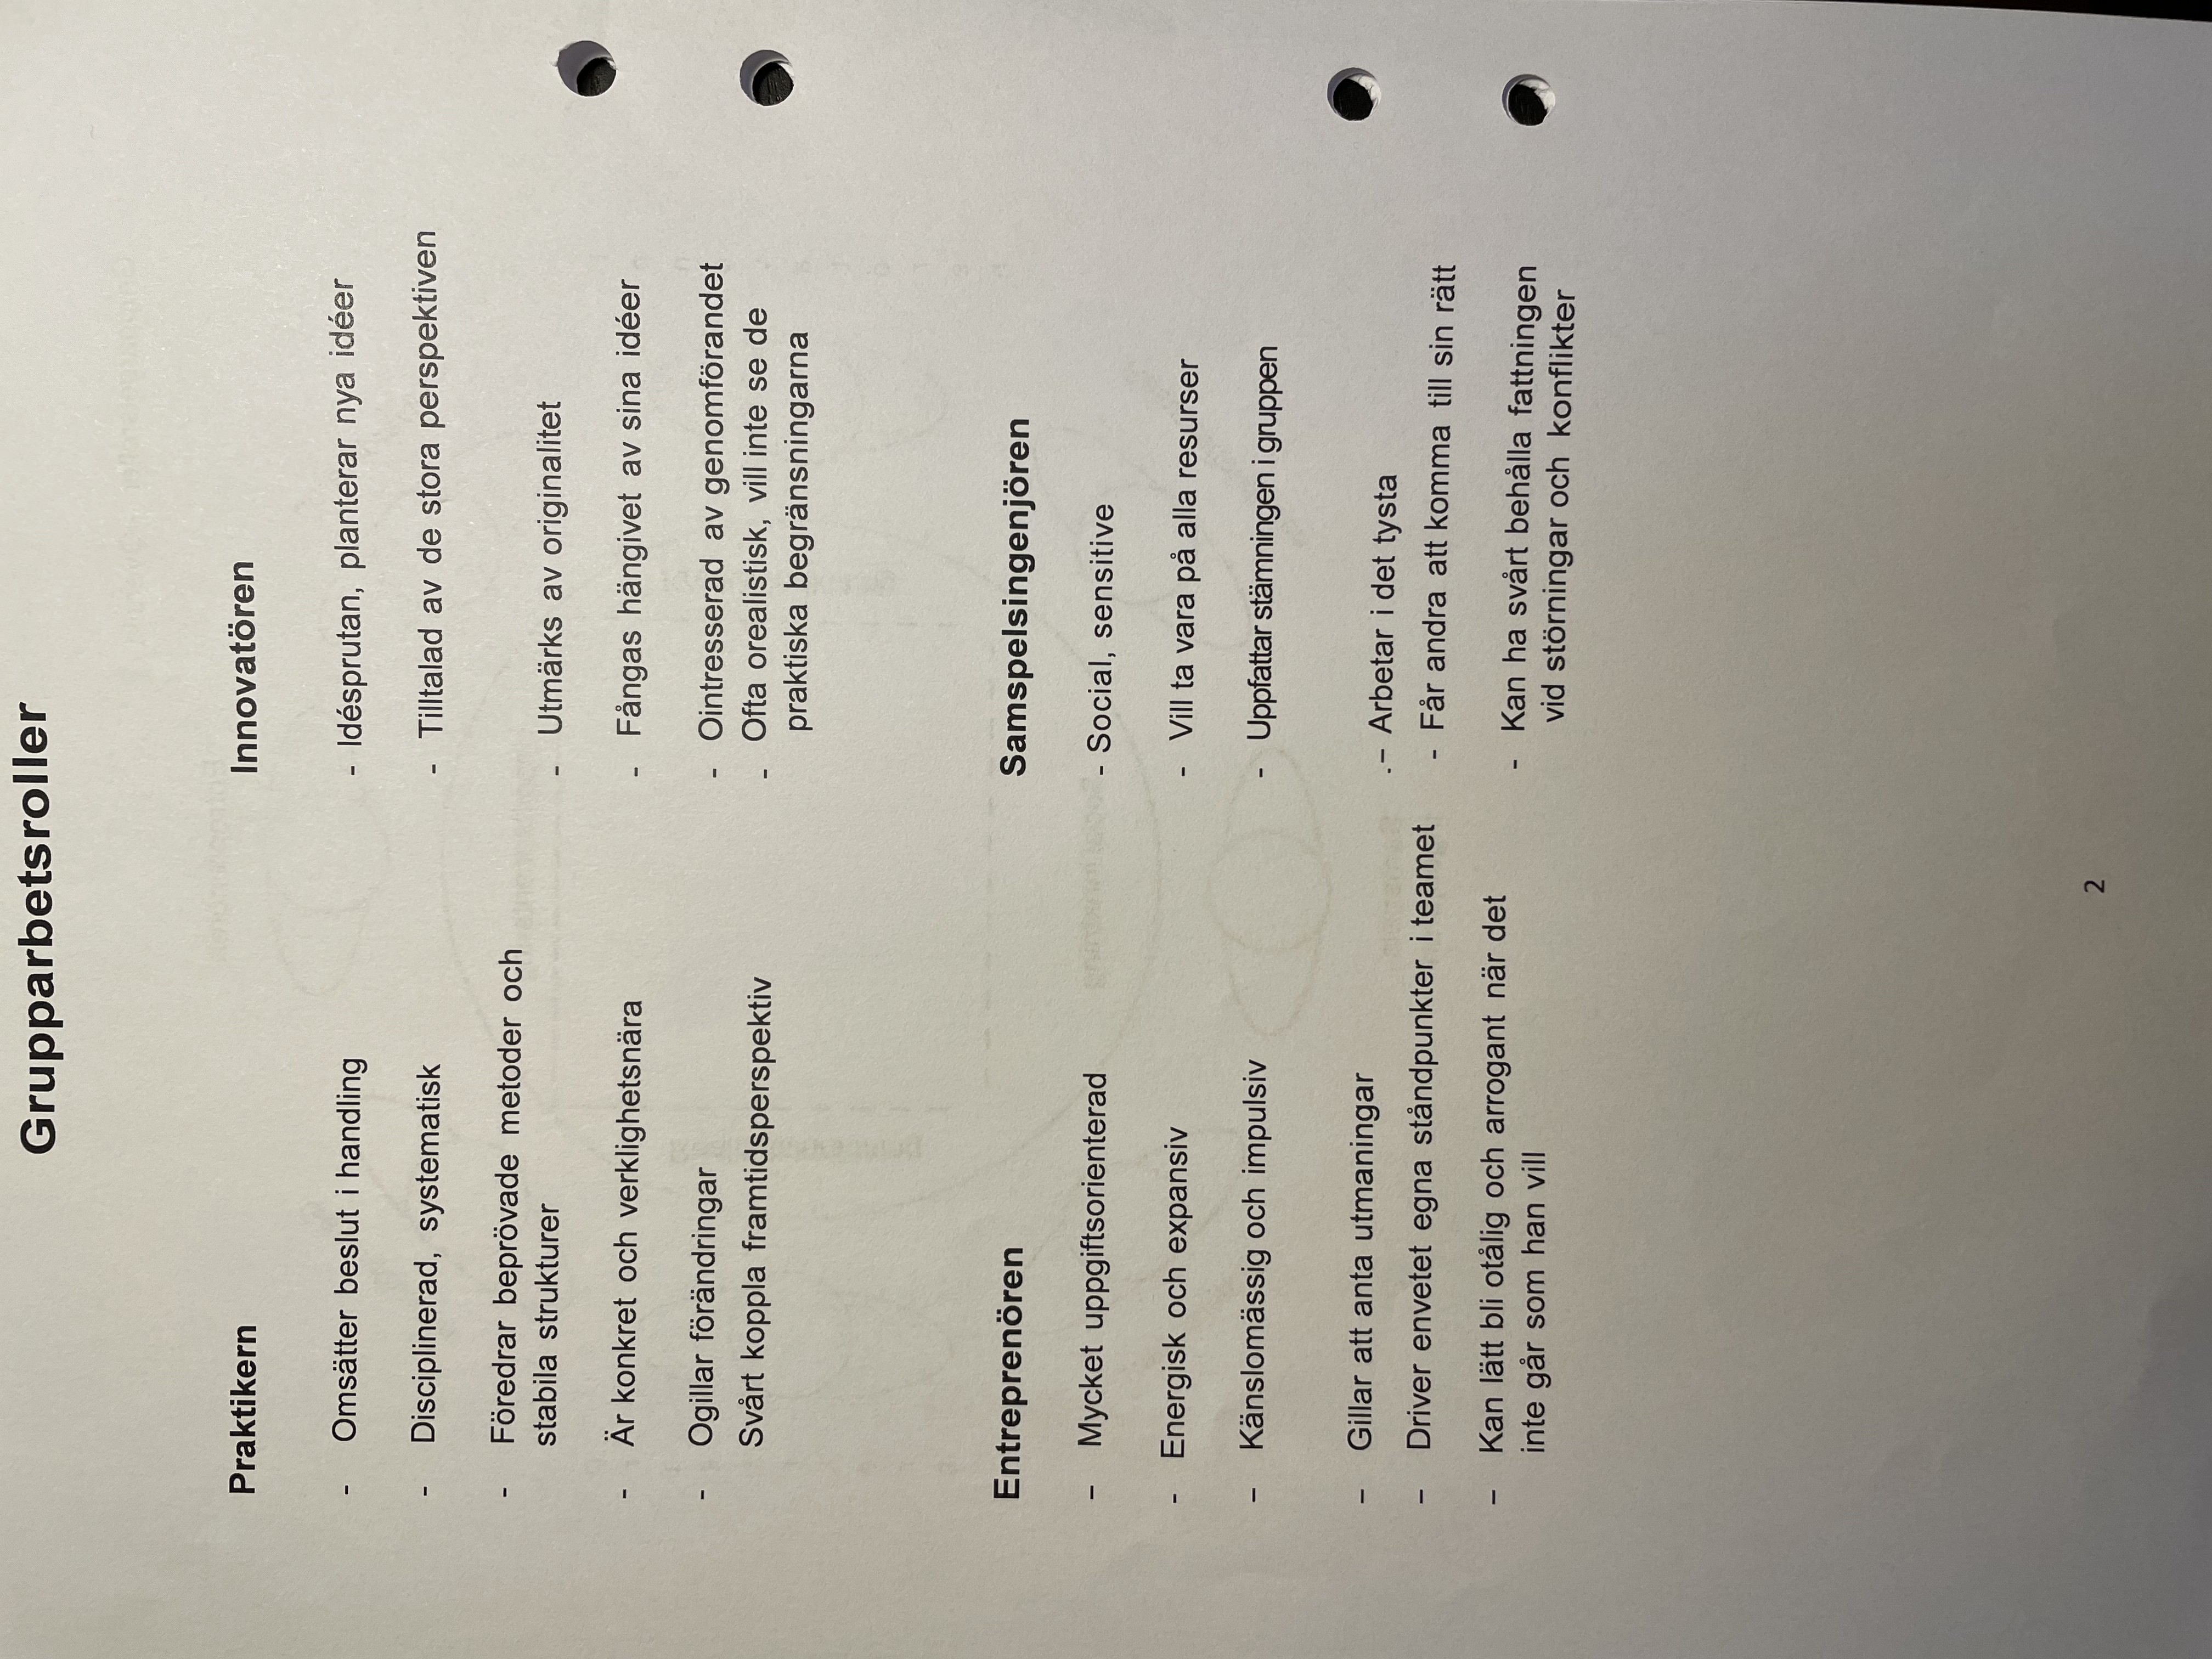 Grupparbetsroller
Praktikern
- Omsätter beslut i handling
- Disciplinerad, systematisk
- Föredrar beprövade metoder och
stabila strukturer
- Är konkret och verklighetsnära
- Ogillar förändringar
Svårt koppla framtidsperspektiv
Innovatören
- Idésprutan, planterar nya idéer
- Tilltalad av de stora perspektiven
- Utmärks av originalitet
- Fångas hängivet av sina idéer
- Ointresserad av genomförandet
- Ofta orealistisk, vill inte se de
praktiska begränsningarna
Entreprenören
– Mycket uppgiftsorienterad
- Energisk och expansiv
– Känslomässig och impulsiv
– Gillar att anta utmaningar
– Driver envetet egna ståndpunkter i teamet
– Kan lätt bli otålig och arrogant när det
inte går som han vill
Samspelsingenjören
- Social, sensitive
- Vill ta vara på alla resurser
- Uppfattar stämningen i gruppen
.– Arbetar i det tysta
- Får andra att komma till sin rätt
- Kan ha svårt behålla fattningen
vid störningar och konflikter
2